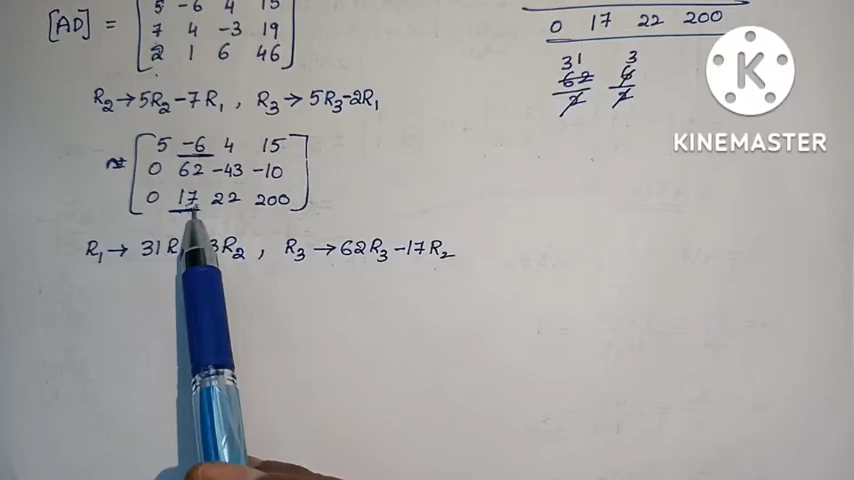 5 -6 4 15
[AD] = 7 4 -3 19
2 1 6 46
R₂→5R₂-7R₁ , R₃→5R₃-2R₁
≈ 5 -6 4 15
0 62 -43 -10
0 17 22 200
R₁→ 31R 3R₂ , R₃→62R₃-17R₂
0 17 22 200
31 3
62 6
2 2
K
KINEMASTER